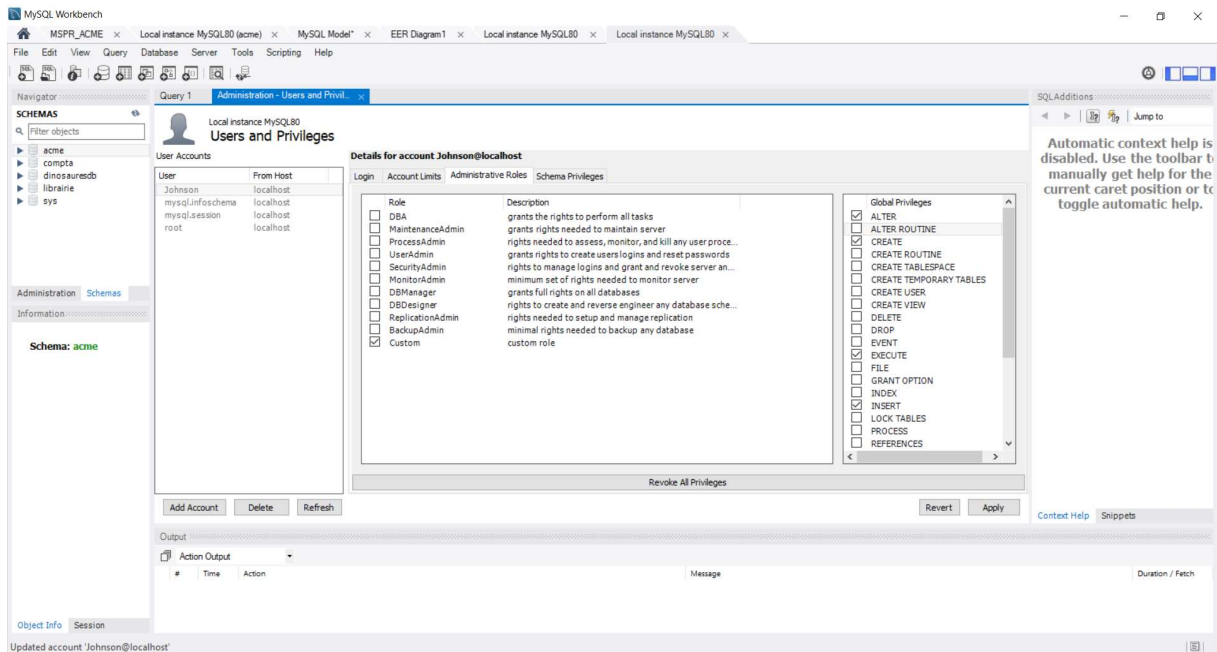 MySQL Workbench
MSPR_ACME × Local instance MySQL80 (acme) × MySQL Model* × EER Diagram1 × Local instance MySQL80 × Local instance MySQL80 ×
File Edit View Query Database Server Tools Scripting Help
Navigator
SCHEMAS
Filter objects
acme
compta
dinosauresdb
librairie
sys
Administration Schemas
Information
Schema: acme
Object Info Session
Query 1 Administration - Users and Privil... ×
Local instance MySQL80
Users and Privileges
User Accounts
User From Host
Johnson localhost
mysql.infoschema localhost
mysql.session localhost
root localhost
Add Account Delete Refresh
Details for account Johnson@localhost
Login Account Limits Administrative Roles Schema Privileges
Role Description
DBA grants the rights to perform all tasks
MaintenanceAdmin grants rights needed to maintain server
ProcessAdmin rights needed to assess, monitor, and kill any user proce...
UserAdmin grants rights to create users logins and reset passwords
SecurityAdmin rights to manage logins and grant and revoke server an...
MonitorAdmin minimum set of rights needed to monitor server
DBManager grants full rights on all databases
DBDesigner rights to create and reverse engineer any database sche...
ReplicationAdmin rights needed to setup and manage replication
BackupAdmin minimal rights needed to backup any database
Custom custom role
Global Privileges
ALTER
ALTER ROUTINE
CREATE
CREATE ROUTINE
CREATE TABLESPACE
CREATE TEMPORARY TABLES
CREATE USER
CREATE VIEW
DELETE
DROP
EVENT
EXECUTE
FILE
GRANT OPTION
INDEX
INSERT
LOCK TABLES
PROCESS
REFERENCES
Revoke All Privileges
Revert Apply
Output
Action Output
# Time Action Message Duration / Fetch
SQLAdditions
Jump to
Automatic context help is
disabled. Use the toolbar to
manually get help for the
current caret position or to
toggle automatic help.
Context Help Snippets
Updated account 'Johnson@localhost'